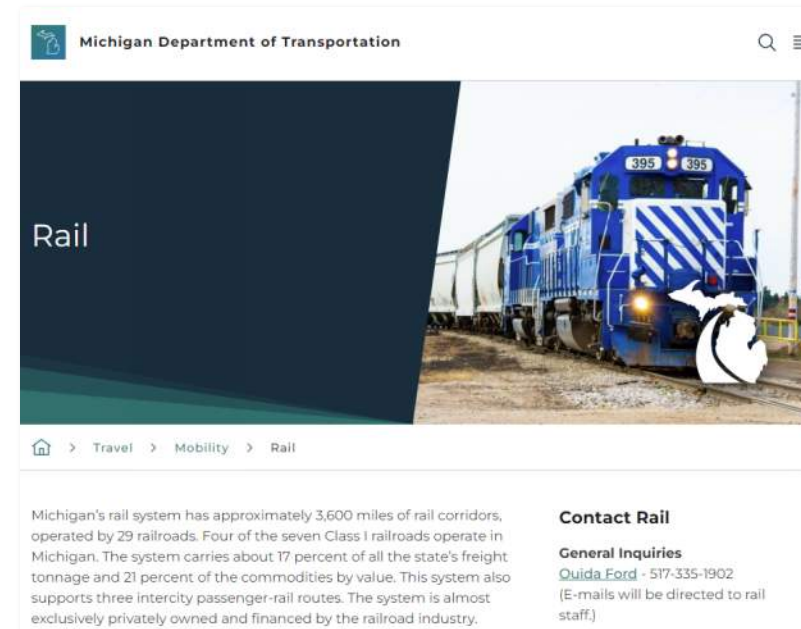 Michigan Department of Transportation
395 395
Rail
Travel > Mobility > Rail
Michigan's rail system has approximately 3,600 miles of rail corridors,
operated by 29 railroads. Four of the seven Class I railroads operate in
Michigan. The system carries about 17 percent of all the state's freight
tonnage and 21 percent of the commodities by value. This system also
supports three intercity passenger-rail routes. The system is almost
exclusively privately owned and financed by the railroad industry.
Contact Rail
General Inquiries
Ouida Ford - 517-335-1902
(E-mails will be directed to rail
staff.)